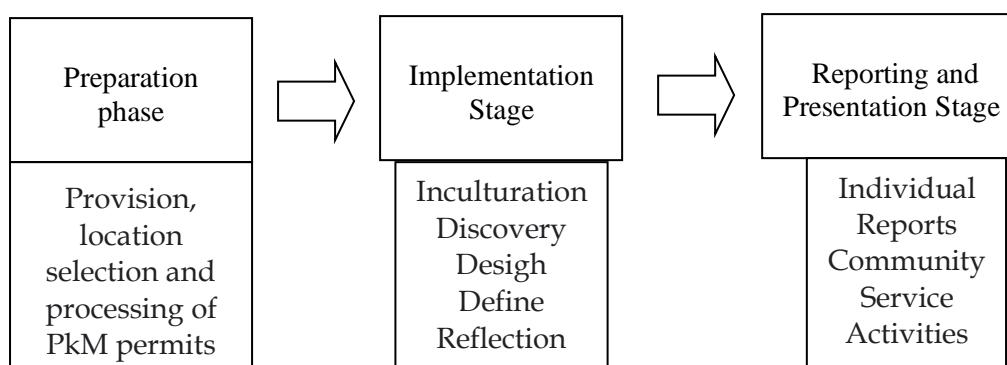 Preparation
phase
Provision,
location
selection and
processing of
PkM permits
Implementation
Stage
Inculturation
Discovery
Desigh
Define
Reflection
Reporting and
Presentation Stage
Individual
Reports
Community
Service
Activities